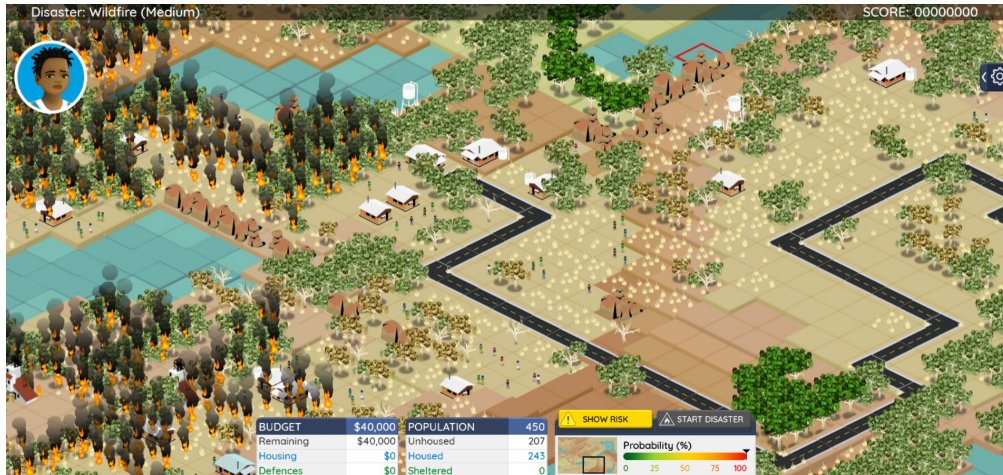 Disaster: Wildfire (Medium)
SCORE: 00000000
BUDGET $40,000 POPULATION 450
Remaining $40,000 Unhoused 207
Housing $0 Housed 243
Defences $0 Sheltered 0
SHOW RISK
START DISASTER
Probability (%)
0 25 50 75 100